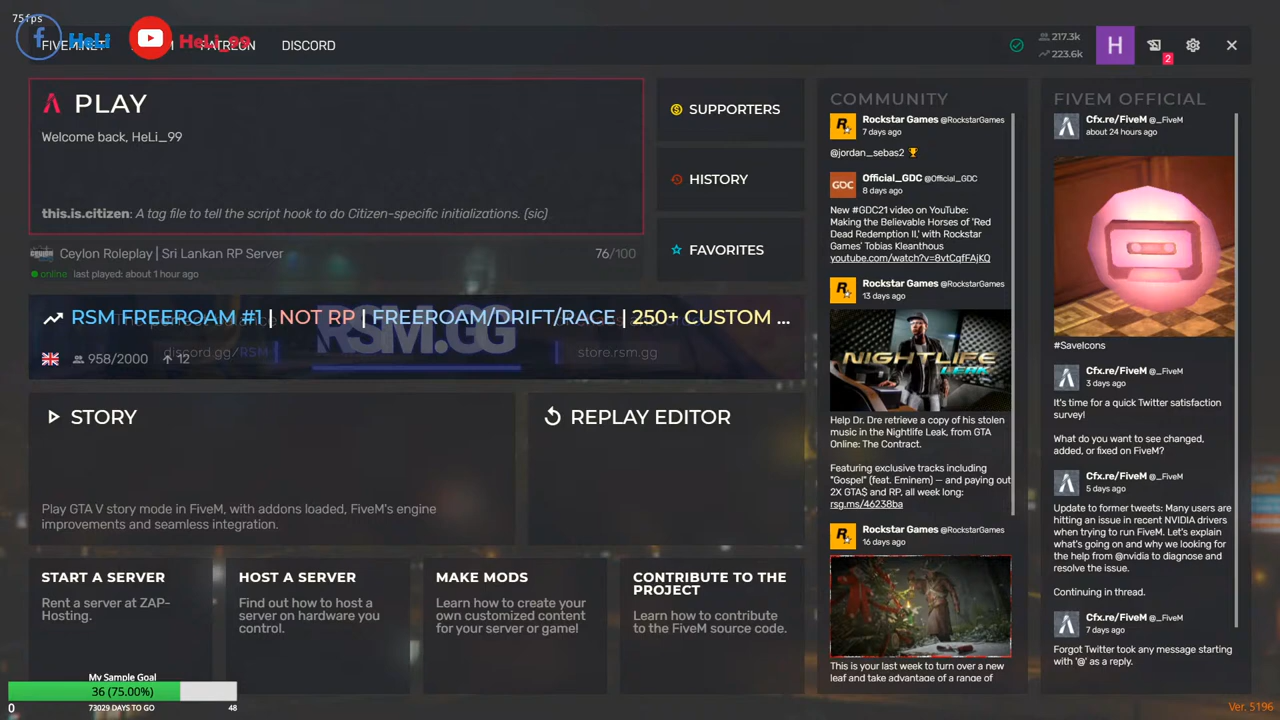 75fps
FIVEM.NET
HeLi
HeLi_99
PATREON
DISCORD
217.3k
223.6k
H
2
PLAY
Welcome back, HeLi_99
this.is.citizen: A tag file to tell the script hook to do Citizen-specific initializations. (sic)
Ceylon Roleplay | Sri Lankan RP Server
76/100
online last played: about 1 hour ago
SUPPORTERS
HISTORY
FAVORITES
RSM FREEROAM #1 | NOT RP | FREEROAM/DRIFT/RACE | 250+ CUSTOM ...
958/2000
12
discord.gg/RSM
RSM.GG
store.rsm.gg
STORY
Play GTA V story mode in FiveM, with addons loaded, FiveM's engine
improvements and seamless integration.
REPLAY EDITOR
START A SERVER
Rent a server at ZAP-
Hosting.
HOST A SERVER
Find out how to host a
server on hardware you
control.
MAKE MODS
Learn how to create your
own customized content
for your server or game!
CONTRIBUTE TO THE
PROJECT
Learn how to contribute
to the FiveM source code.
My Sample Goal
36 (75.00%)
0
73029 DAYS TO GO
48
COMMUNITY
Rockstar Games @RockstarGames
7 days ago
@jordan_sebas2 🏆
Official_GDC @Official_GDC
8 days ago
New #GDC21 video on YouTube:
Making the Believable Horses of 'Red
Dead Redemption II,' with Rockstar
Games' Tobias Kleanthous
youtube.com/watch?v=8vtCqfFAjKQ
Rockstar Games @RockstarGames
13 days ago
NIGHTLIFE
LEAK
Help Dr. Dre retrieve a copy of his stolen
music in the Nightlife Leak, from GTA
Online: The Contract.
Featuring exclusive tracks including
"Gospel" (feat. Eminem) — and paying out
2X GTA$ and RP, all week long:
rsg.ms/46238ba
Rockstar Games @RockstarGames
16 days ago
This is your last week to turn over a new
leaf and take advantage of a range of
FIVEM OFFICIAL
Cfx.re/FiveM @_FiveM
about 24 hours ago
#SaveIcons
Cfx.re/FiveM @_FiveM
3 days ago
It's time for a quick Twitter satisfaction
survey!
What do you want to see changed,
added, or fixed on FiveM?
Cfx.re/FiveM @_FiveM
5 days ago
Update to former tweets: Many users are
hitting an issue in recent NVIDIA drivers
when trying to run FiveM. Let's explain
what's going on and why we looking for
the help from @nvidia to diagnose and
resolve the issue.
Continuing in thread.
Cfx.re/FiveM @_FiveM
7 days ago
Forgot Twitter took any message starting
with '@' as a reply.
Ver. 5196